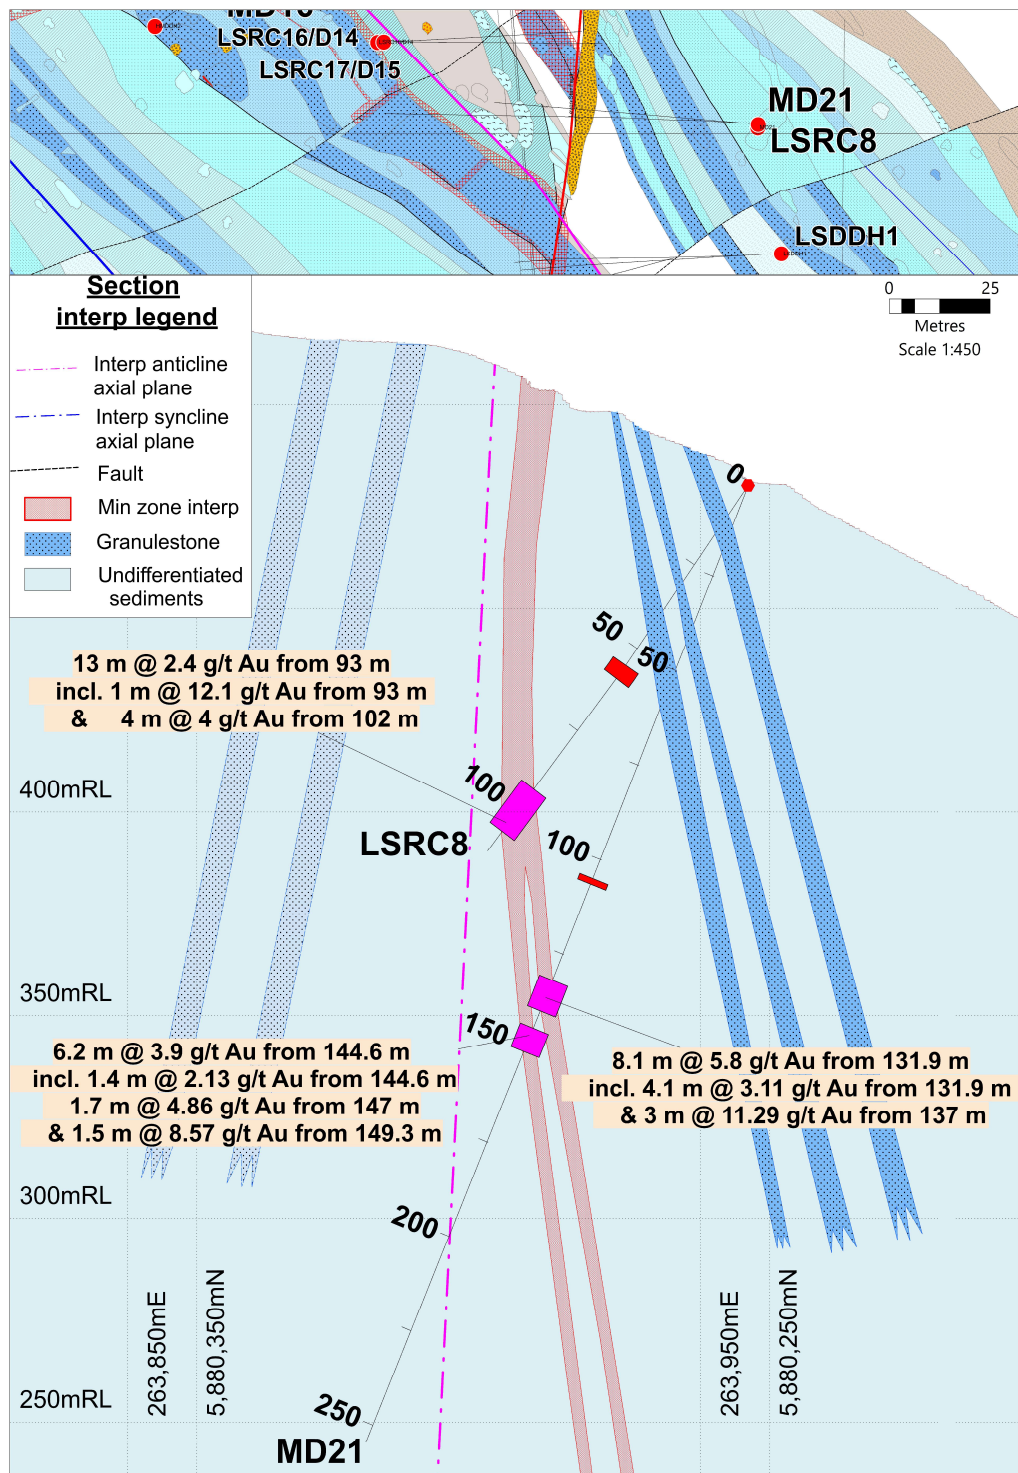 LSRC16/D14
LSRC17/D15
MD21
LSRC8
LSDDH1
Section
interp legend
Interp anticline
axial plane
Interp syncline
axial plane
Fault
Min zone interp
Granulestone
Undifferentiated
sediments
0 25
Metres
Scale 1:450
0
50
50
13 m @ 2.4 g/t Au from 93 m
incl. 1 m @ 12.1 g/t Au from 93 m
& 4 m @ 4 g/t Au from 102 m
400mRL
100
LSRC8
100
350mRL
150
6.2 m @ 3.9 g/t Au from 144.6 m
incl. 1.4 m @ 2.13 g/t Au from 144.6 m
1.7 m @ 4.86 g/t Au from 147 m
& 1.5 m @ 8.57 g/t Au from 149.3 m
8.1 m @ 5.8 g/t Au from 131.9 m
incl. 4.1 m @ 3.11 g/t Au from 131.9 m
& 3 m @ 11.29 g/t Au from 137 m
300mRL
200
263,850mE
5,880,350mN
263,950mE
5,880,250mN
250mRL
250
MD21